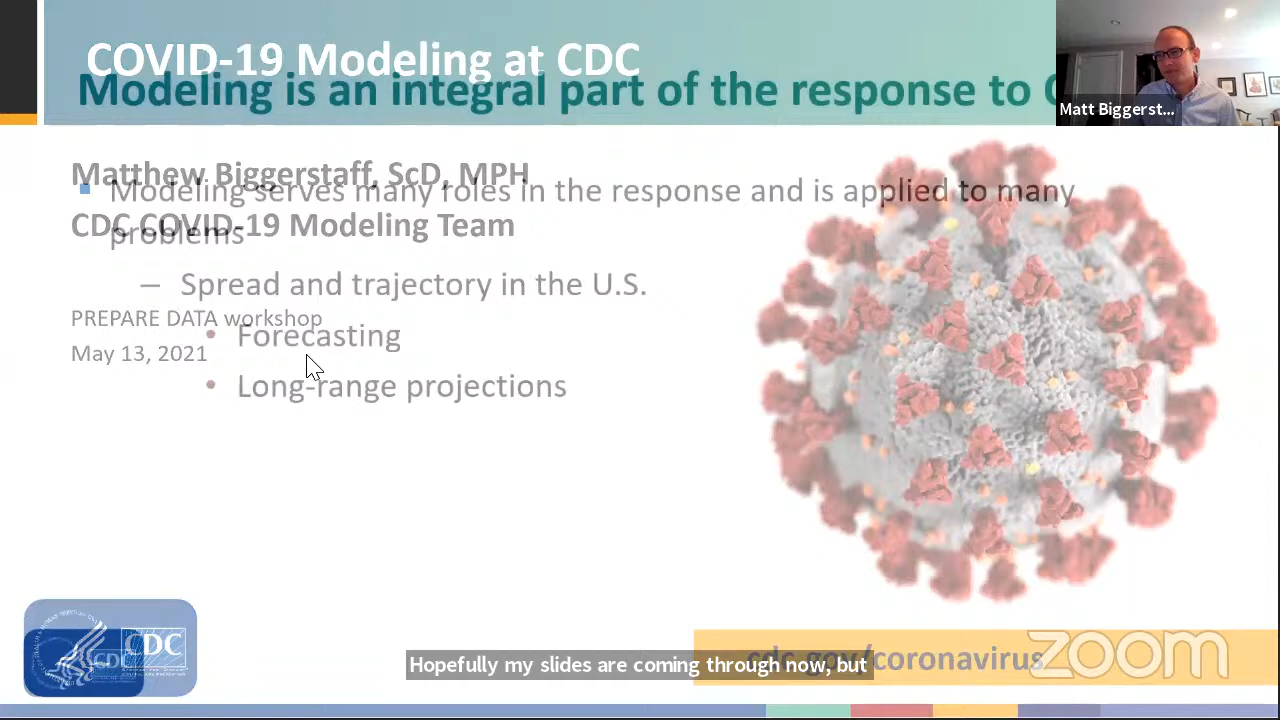 COVID-19 Modeling at CDC
Modeling is an integral part of the response to
Matt Biggerst...
Matthew Biggerstaff, ScD, MPH
Modeling serves many roles in the response and is applied to many
problems
CDC COVID-19 Modeling Team
– Spread and trajectory in the U.S.
PREPARE DATA workshop
• Forecasting
May 13, 2021
• Long-range projections
CDC
CDC
cdc.gov/coronavirus
zoom
Hopefully my slides are coming through now, but